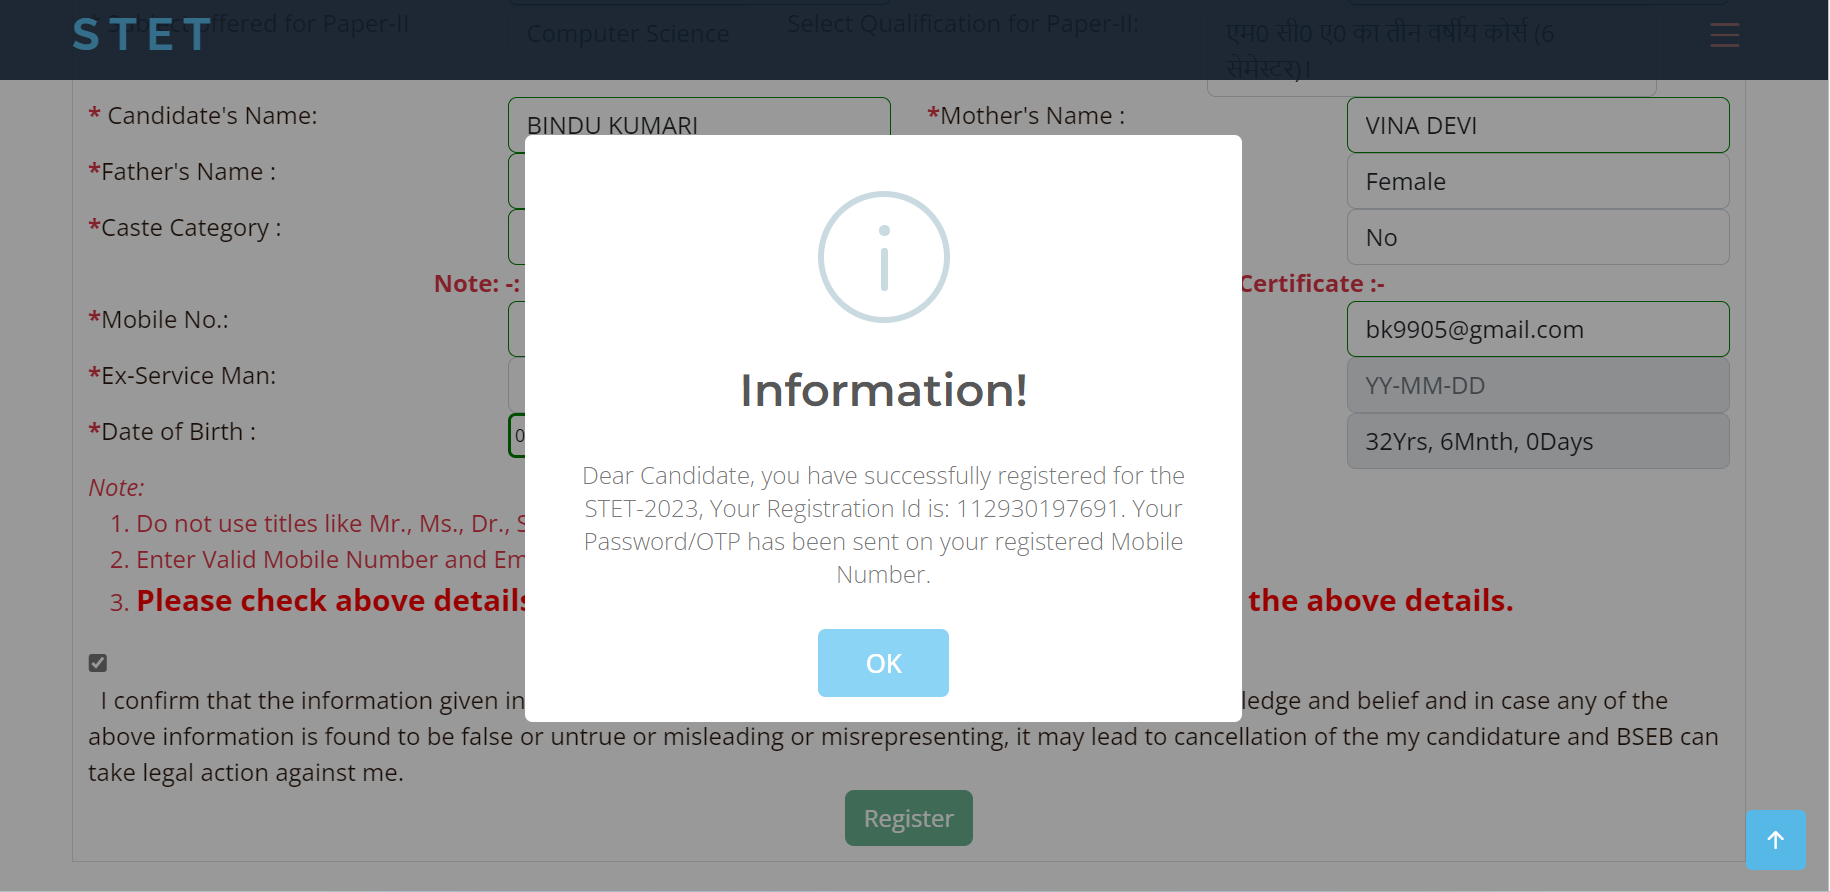 * Subject Offered for Paper-II
Computer Science
Select Qualification for Paper-II:
एम0 सी0 ए0 का तीन वर्षीय कोर्स (6
सेमेस्टर)।
STET
* Candidate's Name:
BINDU KUMARI
*Mother's Name :
VINA DEVI
*Father's Name :
Female
*Caste Category :
No
Note: -:
Certificate :-
*Mobile No.:
bk9905@gmail.com
*Ex-Service Man:
YY-MM-DD
*Date of Birth :
0
32Yrs, 6Mnth, 0Days
Information!
Dear Candidate, you have successfully registered for the
STET-2023, Your Registration Id is: 112930197691. Your
Password/OTP has been sent on your registered Mobile
Number.
OK
Note:
1. Do not use titles like Mr., Ms., Dr., S
2. Enter Valid Mobile Number and Em
3. Please check above details
the above details.
I confirm that the information given in
ledge and belief and in case any of the
above information is found to be false or untrue or misleading or misrepresenting, it may lead to cancellation of the my candidature and BSEB can
take legal action against me.
Register